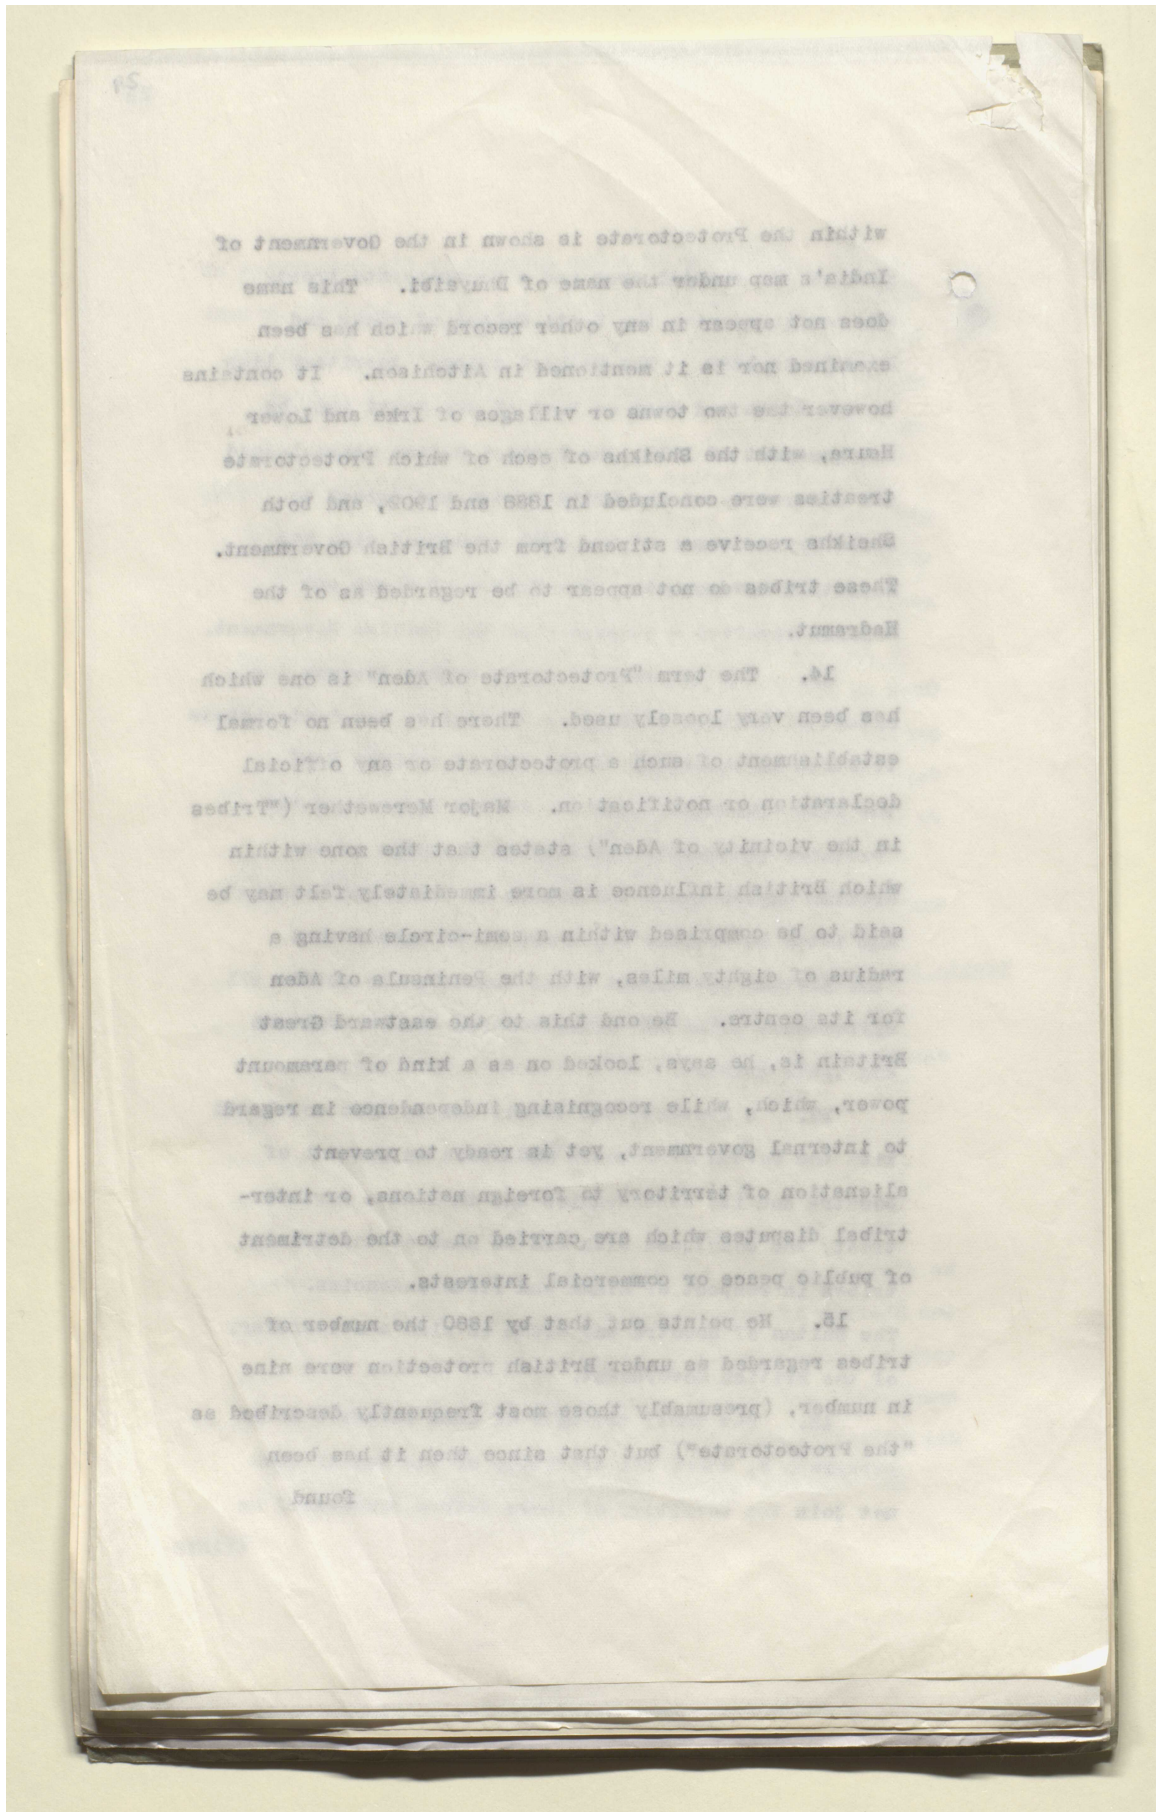 within the Protectorate is shown in the Government of
India's map under the name of Dhuyaibi. This name
does not appear in any other record which has been
examined nor is it mentioned in Aitchison. It contains
however the two towns or villages of Irka and Lower
Haura, with the Sheikhs of each of which Protectorate
treaties were concluded in 1888 and 1902, and both
Sheikhs receive a stipend from the British Government.
These tribes do not appear to be regarded as of the
Hadramut.
14. The term "Protectorate of Aden" is one which
has been very loosely used. There has been no formal
establishment of such a protectorate or any official
declaration or notification. Major Merewether ("Tribes
in the vicinity of Aden") states that the zone within
which British influence is more immediately felt may be
said to be comprised within a semi-circle having a
radius of eighty miles, with the Peninsula of Aden
for its centre. Beyond this to the eastward Great
Britain is, he says, looked on as a kind of paramount
power, which, while recognising independence in regard
to internal government, yet is ready to prevent
alienation of territory to foreign nations, or inter-
tribal disputes which are carried on to the detriment
of public peace or commercial interests.
15. He points out that by 1880 the number of
tribes regarded as under British protection were nine
in number, (presumably those most frequently described as
"the Protectorate") but that since then it has been
found